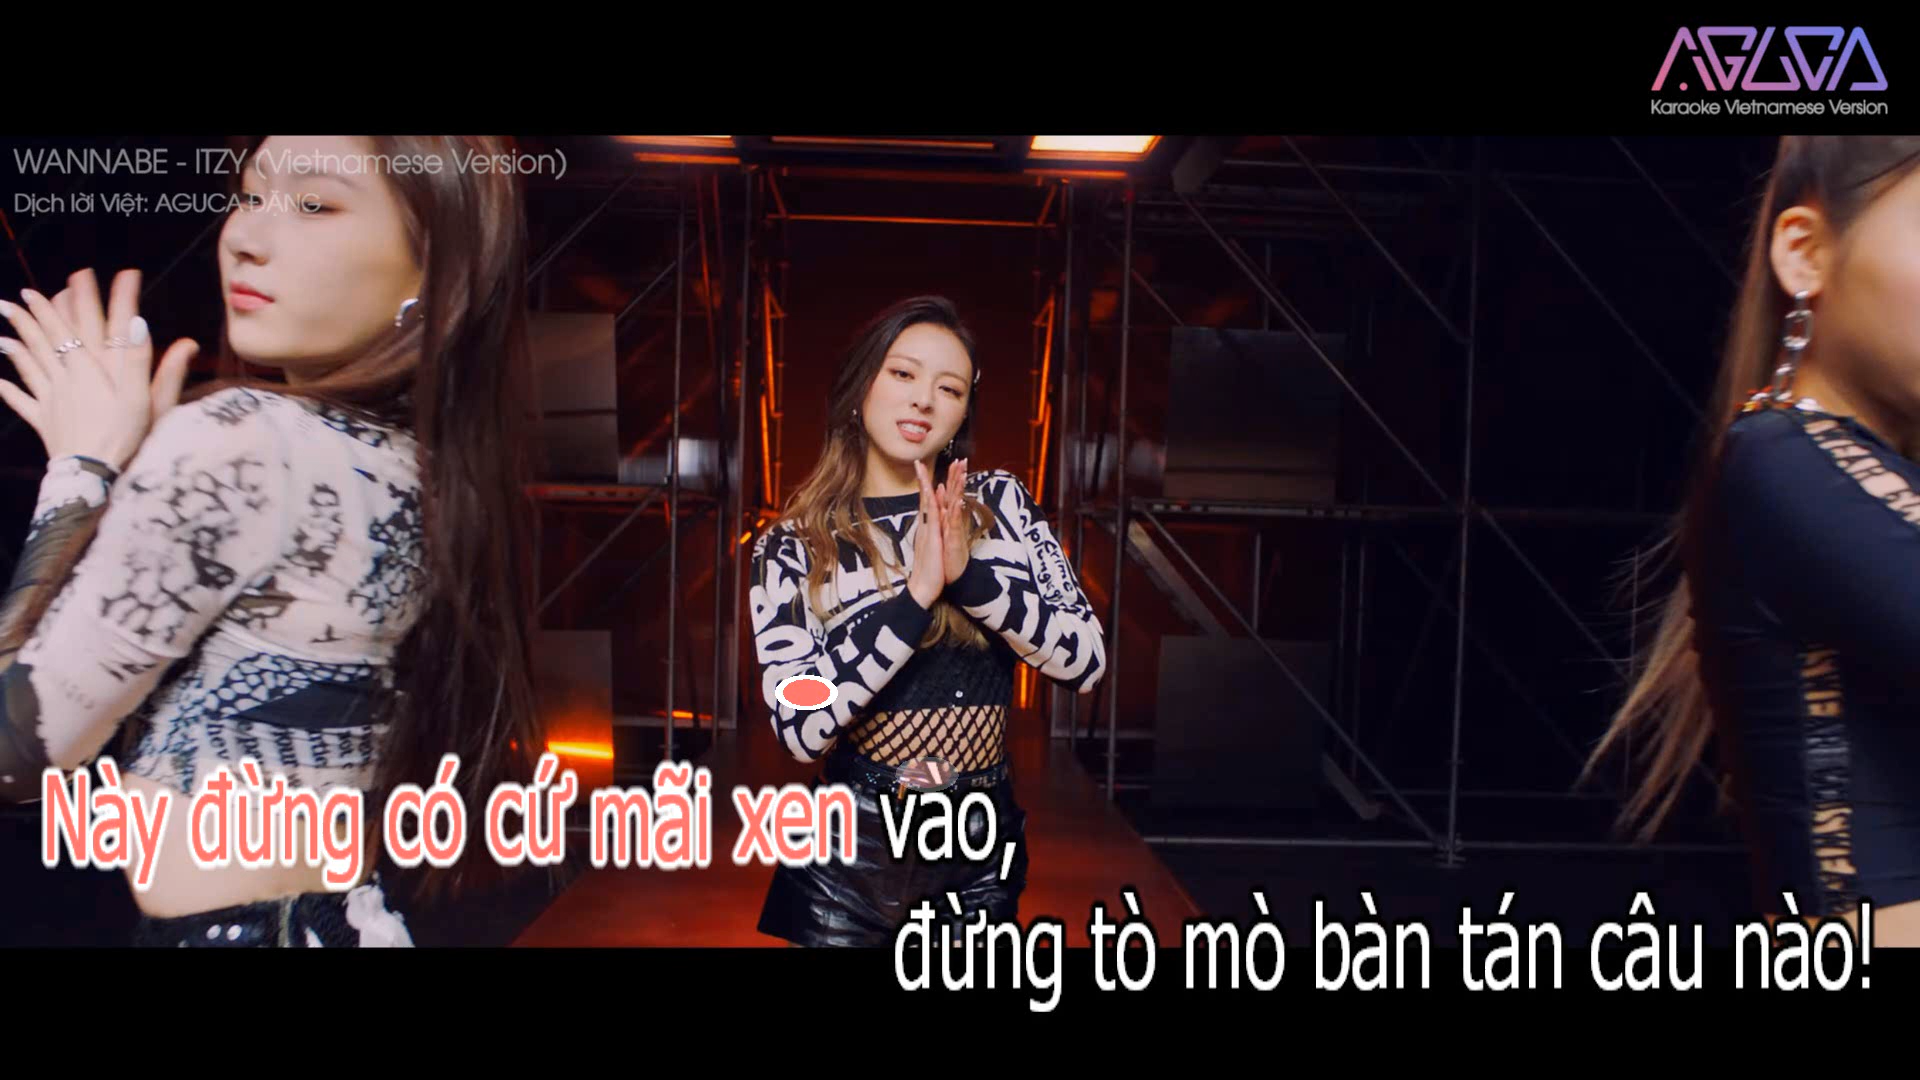 AGUCA
Karaoke Vietnamese Version
WANNABE - ITZY (Vietnamese Version)
Dịch lời Việt: AGUCA ĐẶNG
Này đừng có cứ mãi xen vào,
đừng tò mò bàn tán câu nào!